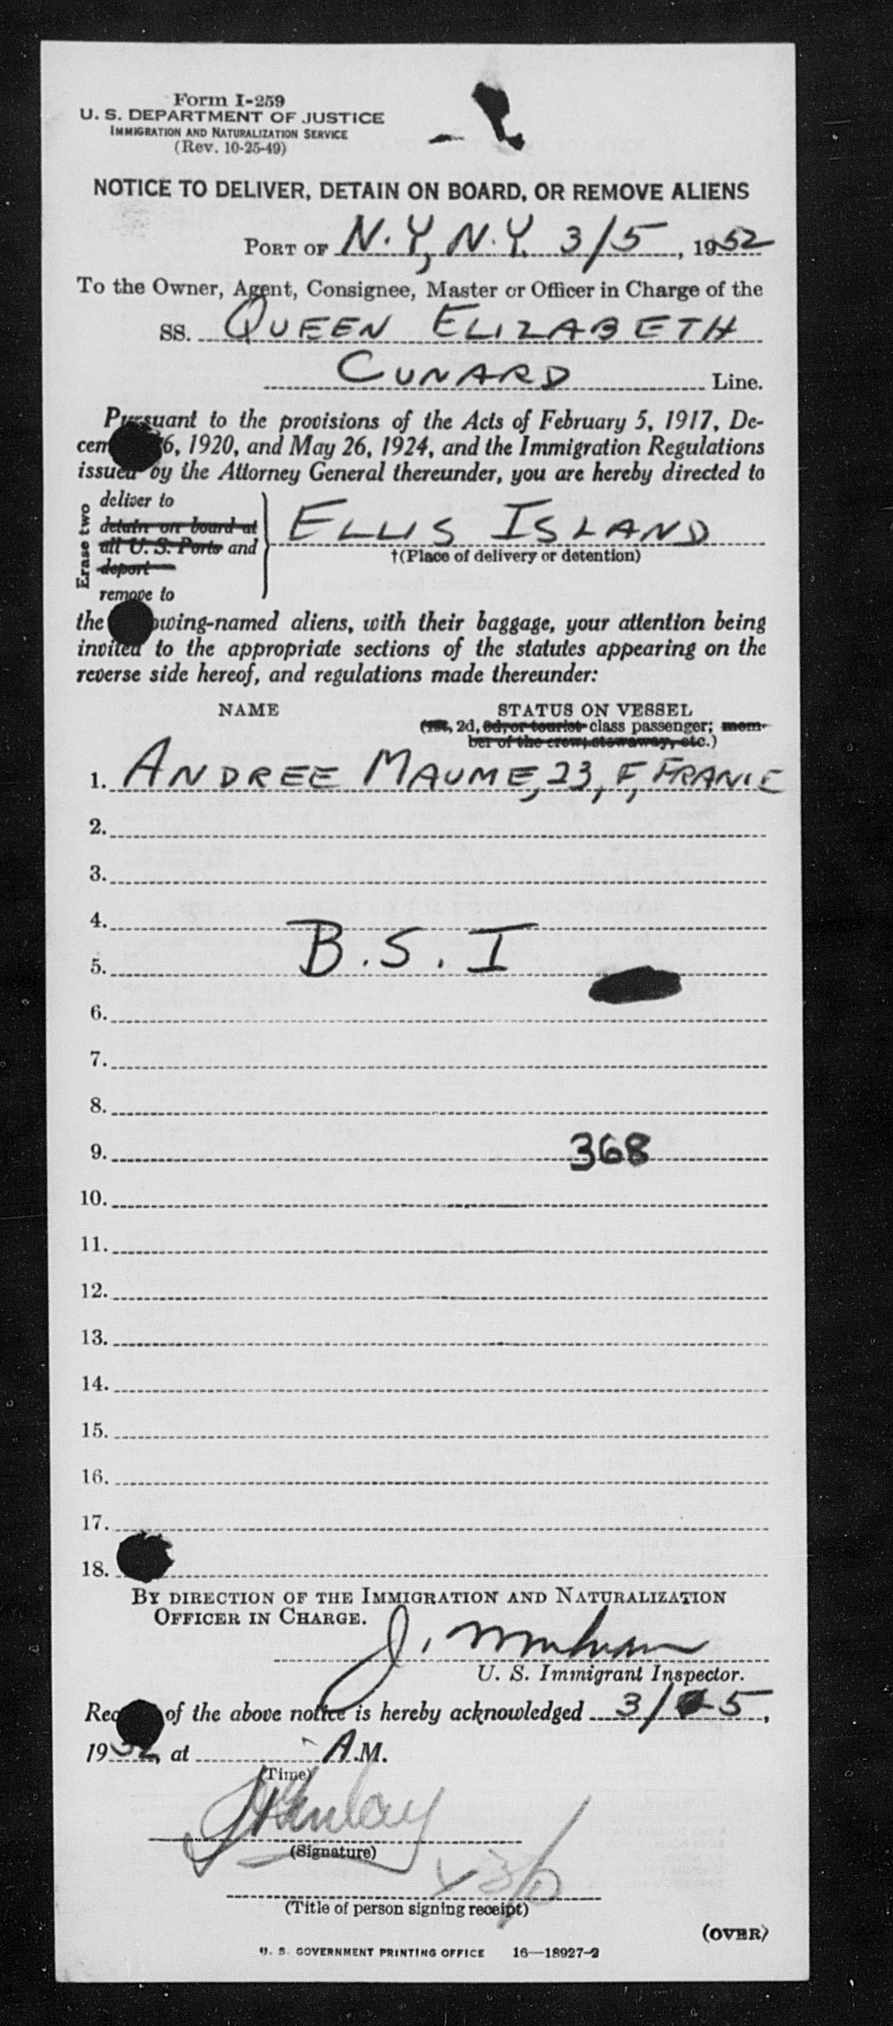 Form I-259
U. S. DEPARTMENT OF JUSTICE
IMMIGRATION AND NATURALIZATION SERVICE
(Rev. 10-25-49)
NOTICE TO DELIVER, DETAIN ON BOARD, OR REMOVE ALIENS
PORT OF N.Y, N.Y. 3/5, 1952
To the Owner, Agent, Consignee, Master or Officer in Charge of the
SS. QUEEN ELIZABETH
CUNARD Line.
Pursuant to the provisions of the Acts of February 5, 1917, De-
cem 6, 1920, and May 26, 1924, and the Immigration Regulations
issued by the Attorney General thereunder, you are hereby directed to
Erase two
deliver to
detain on board at
all U. S. Ports and
deport
remove to
ELLIS ISLAND
†(Place of delivery or detention)
the owing-named aliens, with their baggage, your attention being
invited to the appropriate sections of the statutes appearing on the
reverse side hereof, and regulations made thereunder:
NAME STATUS ON VESSEL
(1st, 2d, 3d, or tourist class passenger; mem-
ber of the crew; stowaway, etc.)
1. ANDREE MAUME, 23, F, FRANCE
2.
3.
4.
B.S.I
5.
6.
7.
8.
9. 368
10.
11.
12.
13.
14.
15.
16.
17.
18.
BY DIRECTION OF THE IMMIGRATION AND NATURALIZATION
OFFICER IN CHARGE.
J.
U. S. Immigrant Inspector.
Rec of the above notice is hereby acknowledged 3/5,
1952, at A.M.
(Time)
(Signature)
(Title of person signing receipt)
(OVER)
U. S. GOVERNMENT PRINTING OFFICE 16—18927-2